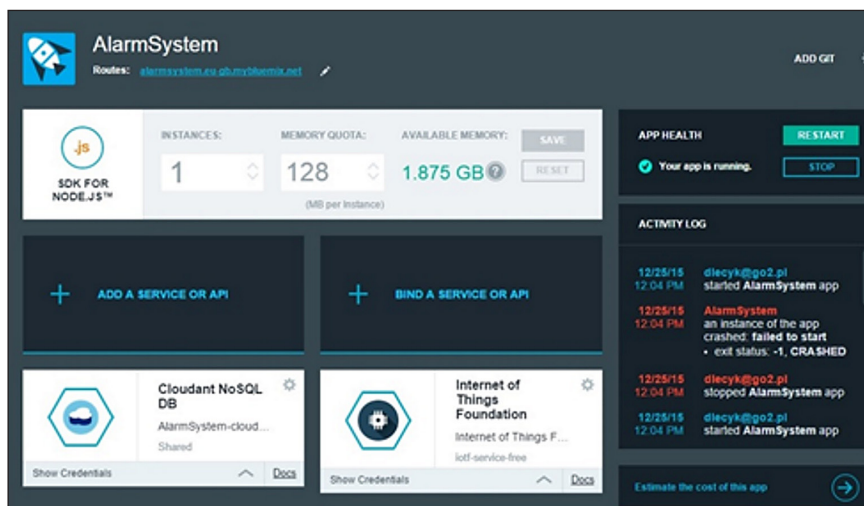 AlarmSystem
Routes: alarmsystem.eu-gb.mybluemix.net
ADD GIT
.js
SDK FOR
NODE.JS™
INSTANCES:
1
MEMORY QUOTA:
128
(MB per Instance)
AVAILABLE MEMORY:
1.875 GB ?
SAVE
RESET
APP HEALTH
RESTART
Your app is running.
STOP
+ ADD A SERVICE OR API
+ BIND A SERVICE OR API
ACTIVITY LOG
12/25/15 dlecyk@go2.pl
12:04 PM started AlarmSystem app
12/25/15 AlarmSystem
12:04 PM an instance of the app
crashed: failed to start
• exit status: -1, CRASHED
12/25/15 dlecyk@go2.pl
12:04 PM stopped AlarmSystem app
12/25/15 dlecyk@go2.pl
12:04 PM started AlarmSystem app
Cloudant NoSQL
DB
AlarmSystem-cloud...
Shared
Show Credentials
Docs
Internet of
Things
Foundation
Internet of Things F...
iotf-service-free
Show Credentials
Docs
Estimate the cost of this app